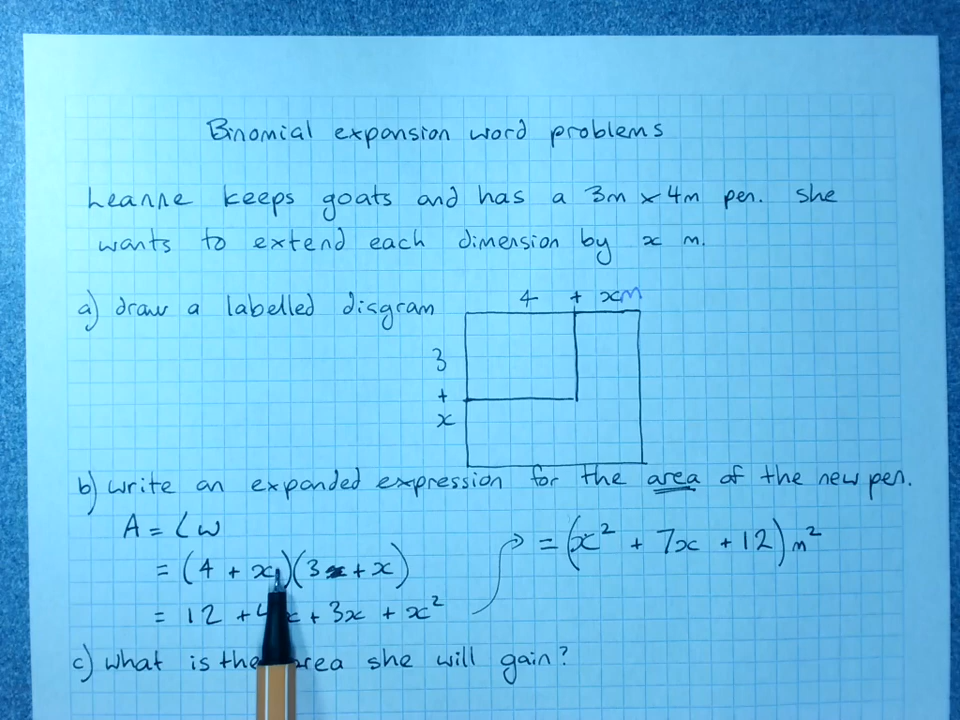 Binomial expansion word problems
Leanne keeps goats and has a 3m x 4m pen. She
wants to extend each dimension by x m.
a) draw a labelled disgram
4 + xm
3
+
x
b) write an expanded expression for the area of the new pen.
A = Lw
= (4 + x)(3 + x)
= 12 + 4x + 3x + x²
= (x² + 7x + 12) m²
c) what is the area she will gain?